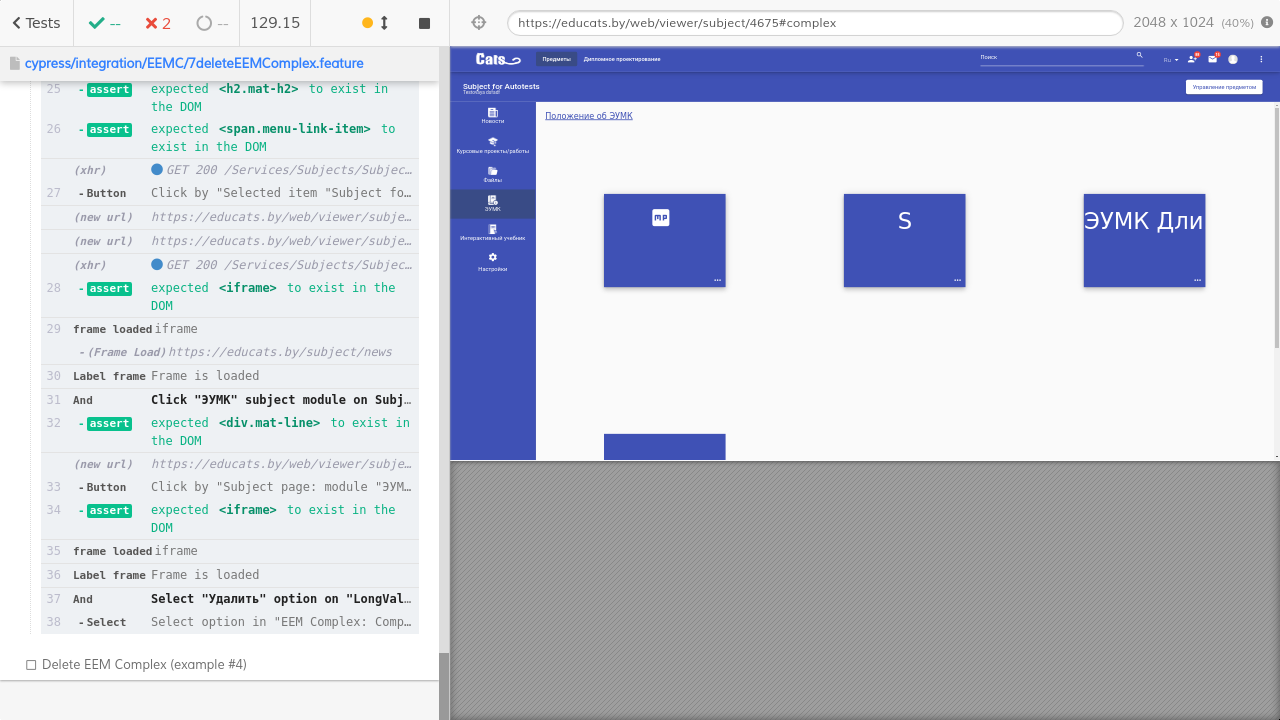 Tests
--
2
--
129.15
https://educats.by/web/viewer/subject/4675#complex
2048 x 1024 (40%)
cypress/integration/EEMC/7deleteEEMComplex.feature
25 - assert expected <h2.mat-h2> to exist in
the DOM
26 - assert expected <span.menu-link-item> to
exist in the DOM
(xhr) GET 200 /Services/Subjects/Subjec…
27 - Button Click by "Selected item "Subject fo…
(new url) https://educats.by/web/viewer/subje…
(new url) https://educats.by/web/viewer/subje…
(xhr) GET 200 /Services/Subjects/Subjec…
28 - assert expected <iframe> to exist in the
DOM
29 frame loaded iframe
- (Frame Load) https://educats.by/subject/news
30 Label frame Frame is loaded
31 And Click "ЭУМК" subject module on Subj…
32 - assert expected <div.mat-line> to exist in
the DOM
(new url) https://educats.by/web/viewer/subje…
33 - Button Click by "Subject page: module "ЭУМ…
34 - assert expected <iframe> to exist in the
DOM
35 frame loaded iframe
36 Label frame Frame is loaded
37 And Select "Удалить" option on "LongVal…
38 - Select Select option in "EEM Complex: Comp…
Delete EEM Complex (example #4)
Cats
Предметы
Дипломное проектирование
Поиск
Ru
Subject for Autotests
Управление предметом
Новости
Курсовые проекты/работы
Файлы
ЭУМК
Интерактивный учебник
Настройки
Положение об ЭУМК
...
S
...
ЭУМК Дли
...